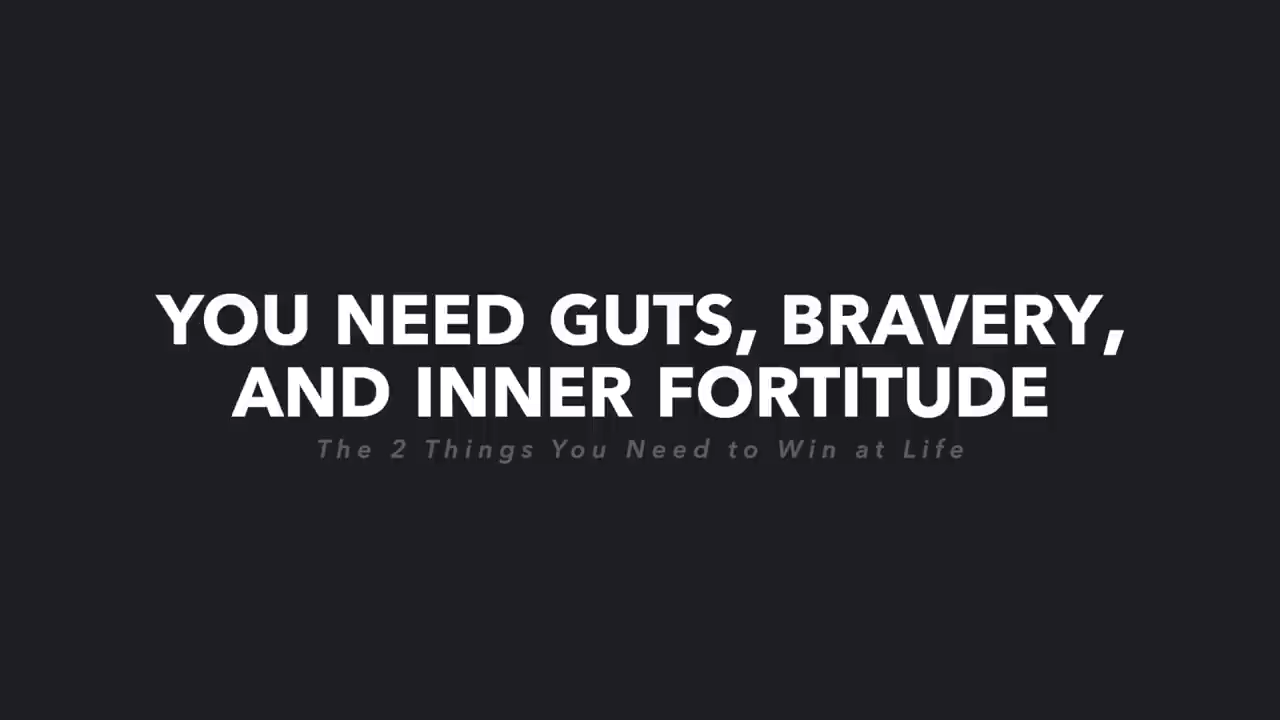 YOU NEED GUTS, BRAVERY,
AND INNER FORTITUDE
The 2 Things You Need to Win at Life